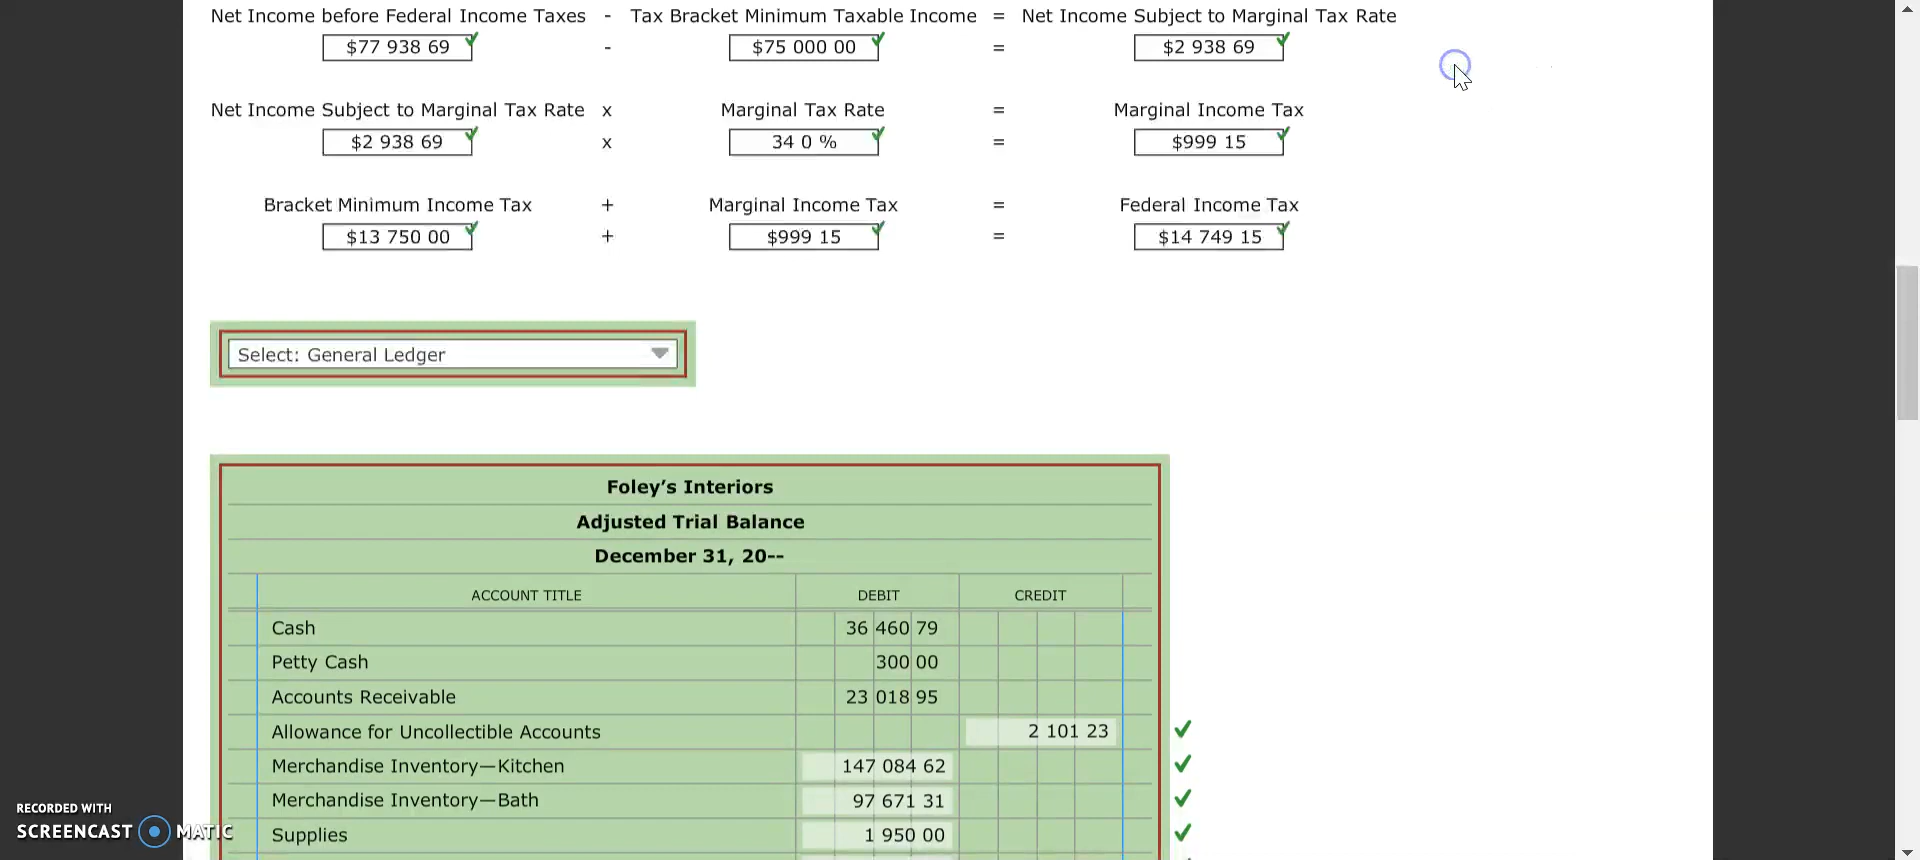 Net Income before Federal Income Taxes - Tax Bracket Minimum Taxable Income = Net Income Subject to Marginal Tax Rate
$77 938 69 - $75 000 00 = $2 938 69
Net Income Subject to Marginal Tax Rate x Marginal Tax Rate = Marginal Income Tax
$2 938 69 x 34 0 % = $999 15
Bracket Minimum Income Tax + Marginal Income Tax = Federal Income Tax
$13 750 00 + $999 15 = $14 749 15
Select: General Ledger
Foley's Interiors
Adjusted Trial Balance
December 31, 20--
ACCOUNT TITLE DEBIT CREDIT
Cash 36 460 79
Petty Cash 300 00
Accounts Receivable 23 018 95
Allowance for Uncollectible Accounts 2 101 23
Merchandise Inventory—Kitchen 147 084 62
Merchandise Inventory—Bath 97 671 31
Supplies 1 950 00
RECORDED WITH
SCREENCAST MATIC